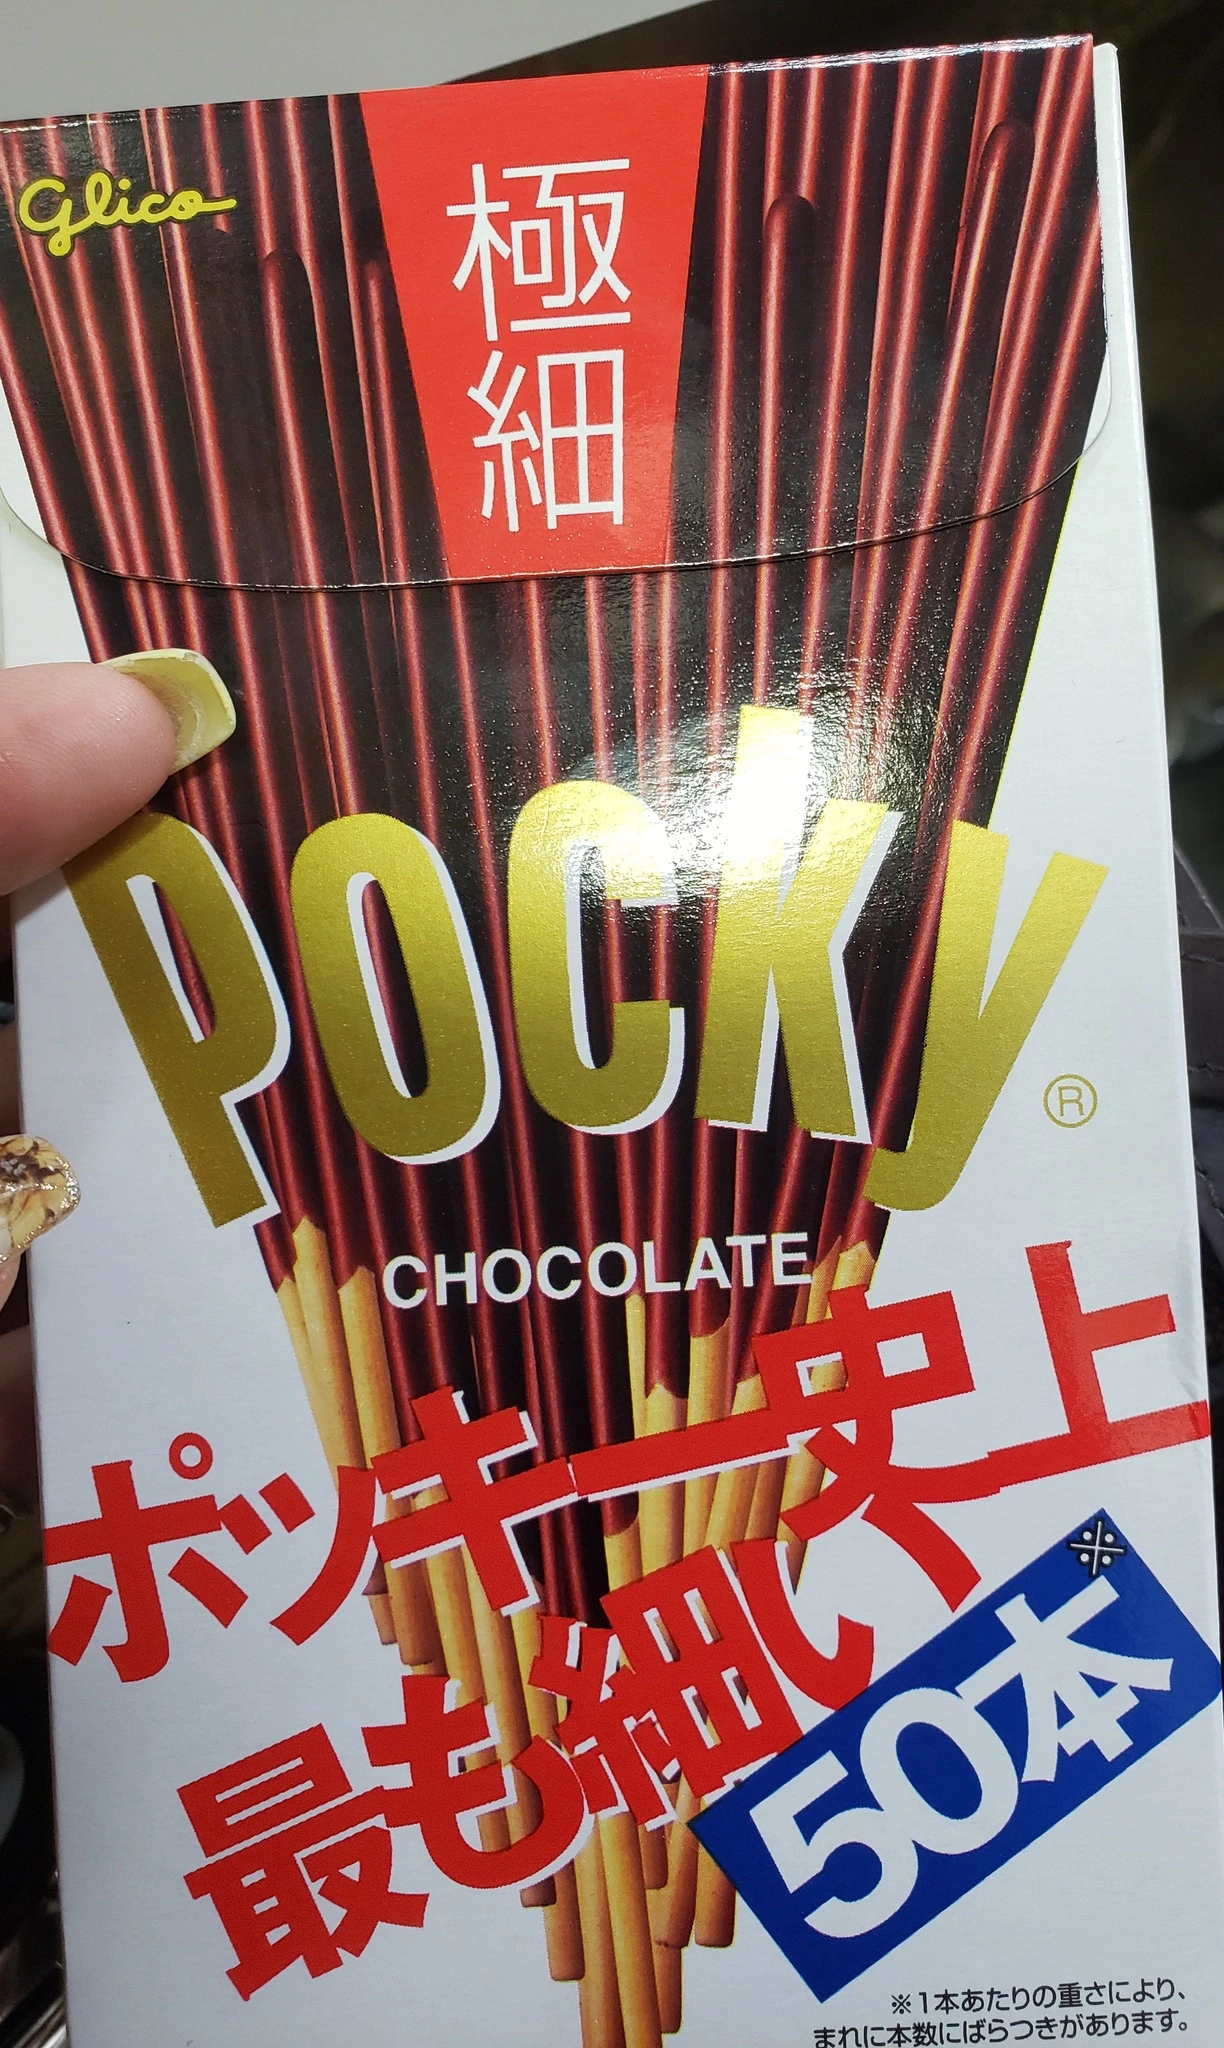 Glico
極細
Pocky®
CHOCOLATE
ポッキー史上
最も細い
50本※
※1本あたりの重さにより、
まれに本数にばらつきがあります。